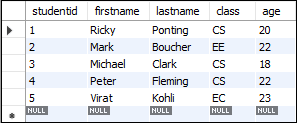 studentid firstname lastname class age
1 Ricky Ponting CS 20
2 Mark Boucher EE 22
3 Michael Clark CS 18
4 Peter Fleming CS 22
5 Virat Kohli EC 23
NULL NULL NULL NULL NULL